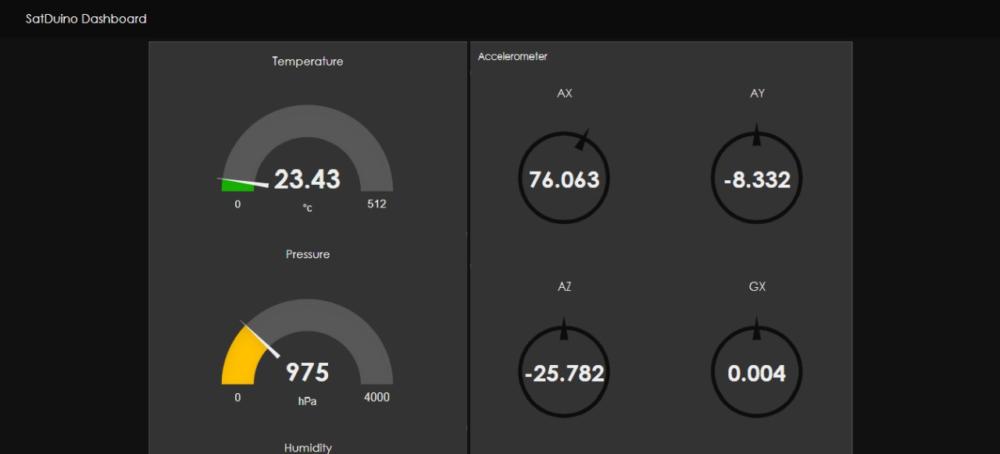 SatDuino Dashboard
Temperature
23.43
0
°c
512
Pressure
975
0
hPa
4000
Humidity
Accelerometer
AX
AY
76.063
-8.332
AZ
GX
-25.782
0.004